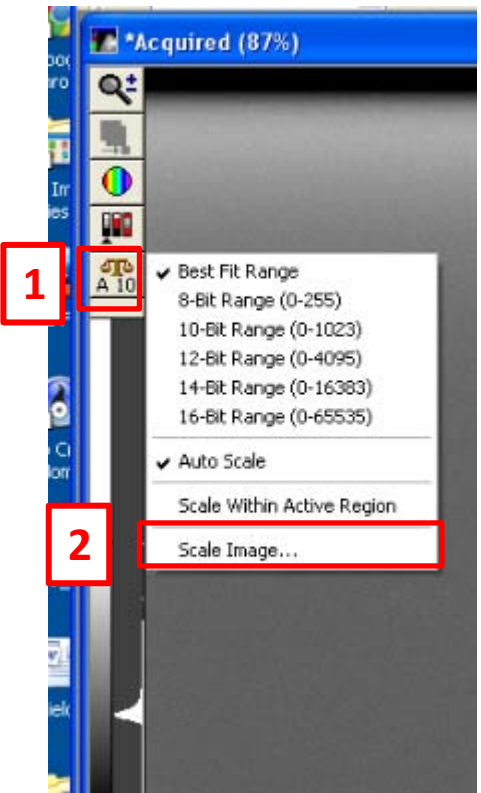 *Acquired (87%)
1
A 10
✓ Best Fit Range
8-Bit Range (0-255)
10-Bit Range (0-1023)
12-Bit Range (0-4095)
14-Bit Range (0-16383)
16-Bit Range (0-65535)
✓ Auto Scale
Scale Within Active Region
2
Scale Image...